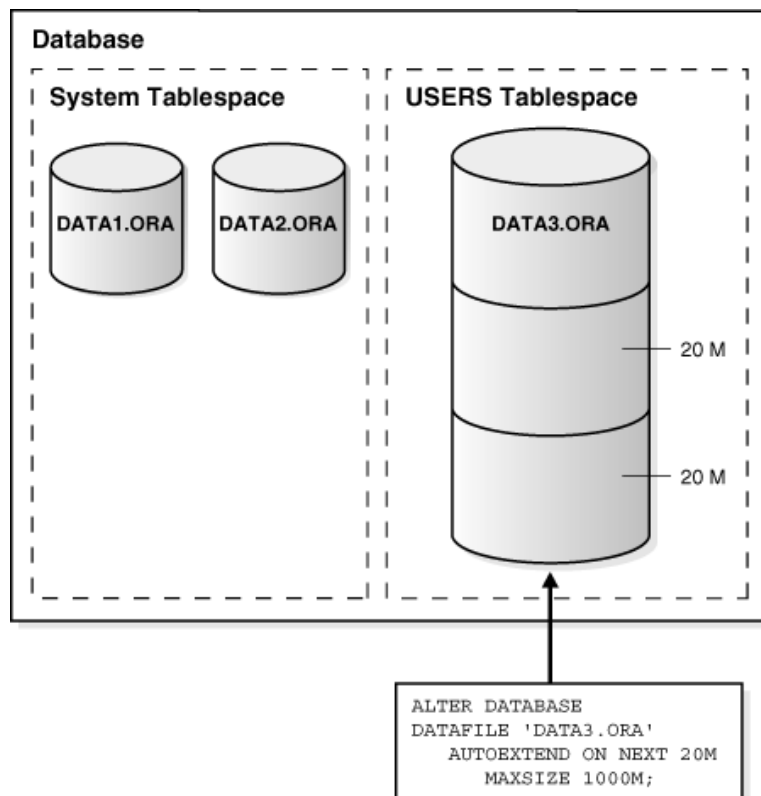 Database
System Tablespace
USERS Tablespace
DATA1.ORA
DATA2.ORA
DATA3.ORA
20 M
20 M
ALTER DATABASE
DATAFILE 'DATA3.ORA'
AUTOEXTEND ON NEXT 20M
MAXSIZE 1000M;